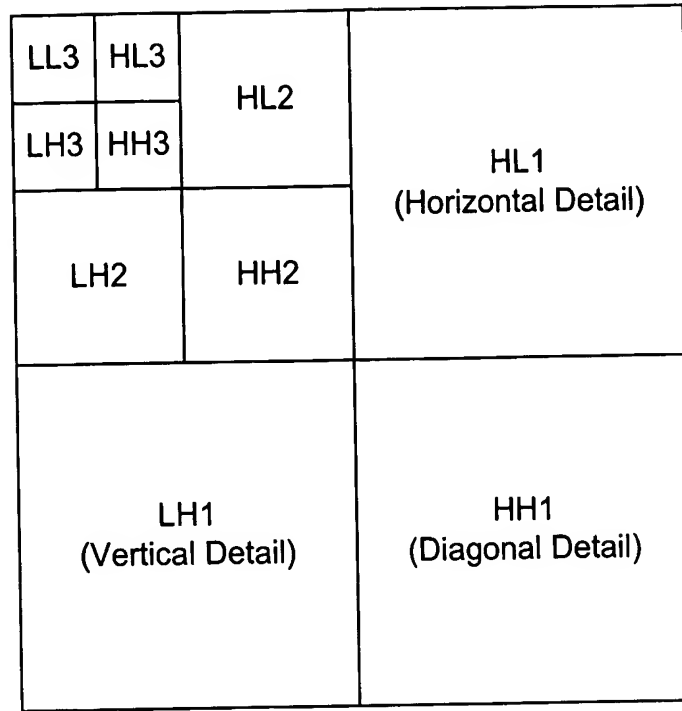 LL3 HL3
HL2
LH3 HH3
HL1
(Horizontal Detail)
LH2
HH2
LH1
(Vertical Detail)
HH1
(Diagonal Detail)